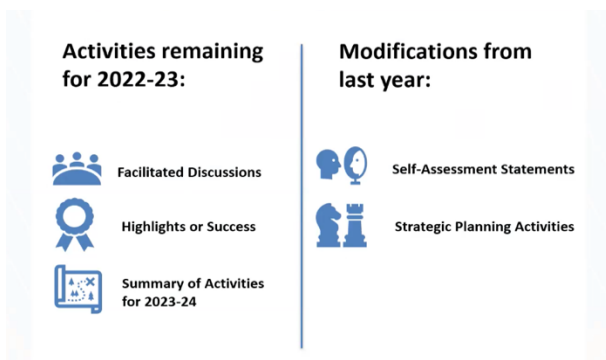 Activities remaining
for 2022-23:
Facilitated Discussions
Highlights or Success
Summary of Activities
for 2023-24
Modifications from
last year:
Self-Assessment Statements
Strategic Planning Activities